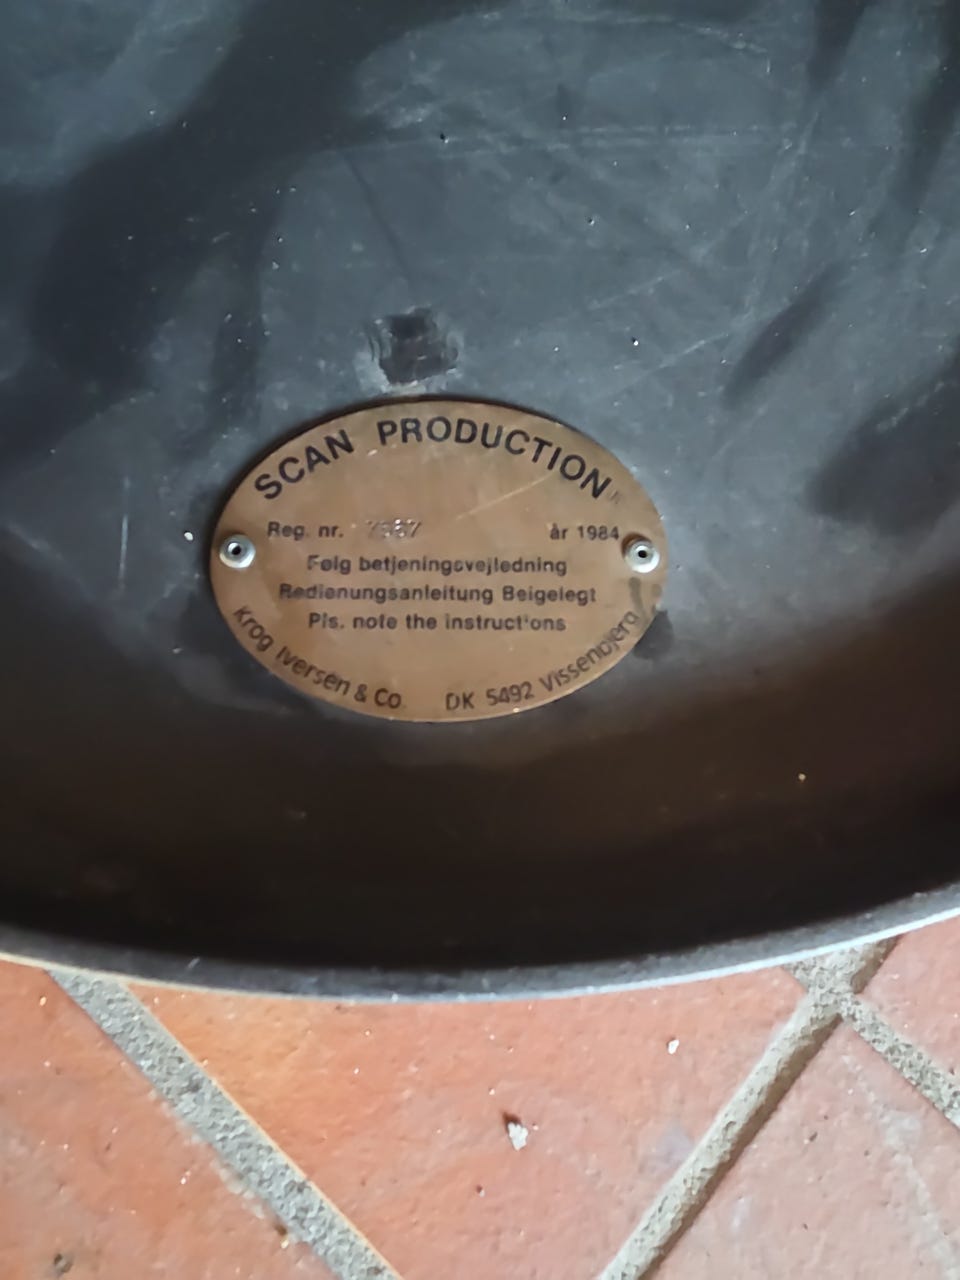 SCAN PRODUCTION
Reg. nr. år 1984
Følg betjeningsvejledning
Bedienungsanleitung Beigelegt
Pls. note the instructions
Krog Iversen & Co. DK 5492 Vissenbjerg